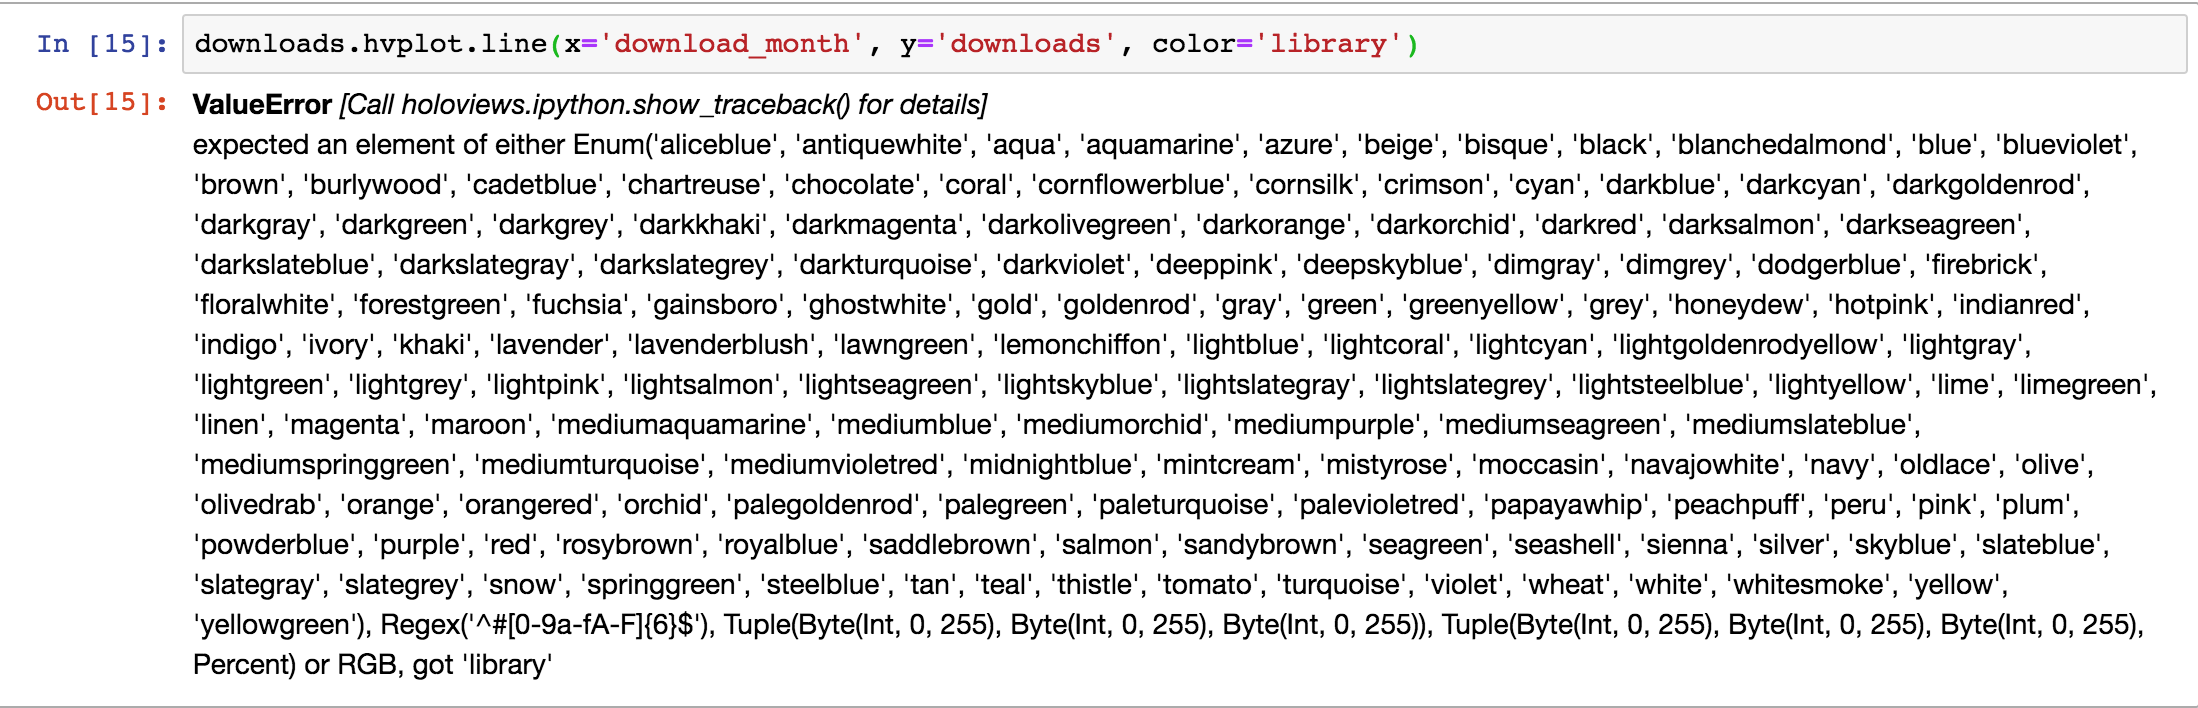 In [15]: downloads.hvplot.line(x='download_month', y='downloads', color='library')
Out[15]: ValueError [Call holoviews.ipython.show_traceback() for details]
expected an element of either Enum('aliceblue', 'antiquewhite', 'aqua', 'aquamarine', 'azure', 'beige', 'bisque', 'black', 'blanchedalmond', 'blue', 'blueviolet',
'brown', 'burlywood', 'cadetblue', 'chartreuse', 'chocolate', 'coral', 'cornflowerblue', 'cornsilk', 'crimson', 'cyan', 'darkblue', 'darkcyan', 'darkgoldenrod',
'darkgray', 'darkgreen', 'darkgrey', 'darkkhaki', 'darkmagenta', 'darkolivegreen', 'darkorange', 'darkorchid', 'darkred', 'darksalmon', 'darkseagreen',
'darkslateblue', 'darkslategray', 'darkslategrey', 'darkturquoise', 'darkviolet', 'deeppink', 'deepskyblue', 'dimgray', 'dimgrey', 'dodgerblue', 'firebrick',
'floralwhite', 'forestgreen', 'fuchsia', 'gainsboro', 'ghostwhite', 'gold', 'goldenrod', 'gray', 'green', 'greenyellow', 'grey', 'honeydew', 'hotpink', 'indianred',
'indigo', 'ivory', 'khaki', 'lavender', 'lavenderblush', 'lawngreen', 'lemonchiffon', 'lightblue', 'lightcoral', 'lightcyan', 'lightgoldenrodyellow', 'lightgray',
'lightgreen', 'lightgrey', 'lightpink', 'lightsalmon', 'lightseagreen', 'lightskyblue', 'lightslategray', 'lightslategrey', 'lightsteelblue', 'lightyellow', 'lime', 'limegreen',
'linen', 'magenta', 'maroon', 'mediumaquamarine', 'mediumblue', 'mediumorchid', 'mediumpurple', 'mediumseagreen', 'mediumslateblue',
'mediumspringgreen', 'mediumturquoise', 'mediumvioletred', 'midnightblue', 'mintcream', 'mistyrose', 'moccasin', 'navajowhite', 'navy', 'oldlace', 'olive',
'olivedrab', 'orange', 'orangered', 'orchid', 'palegoldenrod', 'palegreen', 'paleturquoise', 'palevioletred', 'papayawhip', 'peachpuff', 'peru', 'pink', 'plum',
'powderblue', 'purple', 'red', 'rosybrown', 'royalblue', 'saddlebrown', 'salmon', 'sandybrown', 'seagreen', 'seashell', 'sienna', 'silver', 'skyblue', 'slateblue',
'slategray', 'slategrey', 'snow', 'springgreen', 'steelblue', 'tan', 'teal', 'thistle', 'tomato', 'turquoise', 'violet', 'wheat', 'white', 'whitesmoke', 'yellow',
'yellowgreen'), Regex('^#[0-9a-fA-F]{6}$'), Tuple(Byte(Int, 0, 255), Byte(Int, 0, 255), Byte(Int, 0, 255)), Tuple(Byte(Int, 0, 255), Byte(Int, 0, 255), Byte(Int, 0, 255),
Percent) or RGB, got 'library'